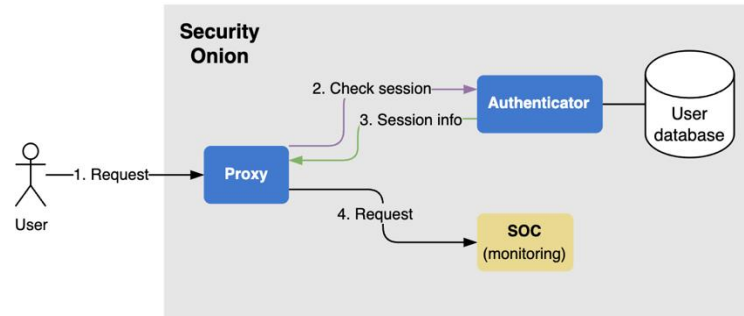 Security
Onion
2. Check session
Authenticator
User
database
3. Session info
1. Request
Proxy
User
4. Request
SOC
(monitoring)